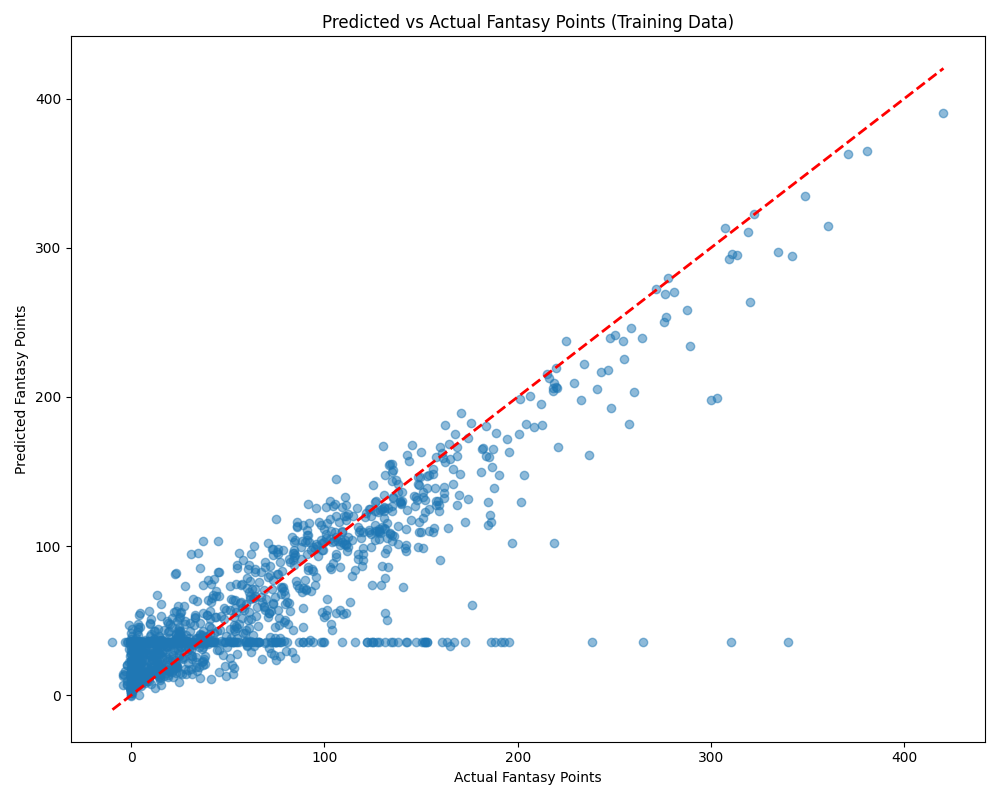 Predicted vs Actual Fantasy Points (Training Data)
400
300
200
100
0
Predicted Fantasy Points
0 100 200 300 400
Actual Fantasy Points